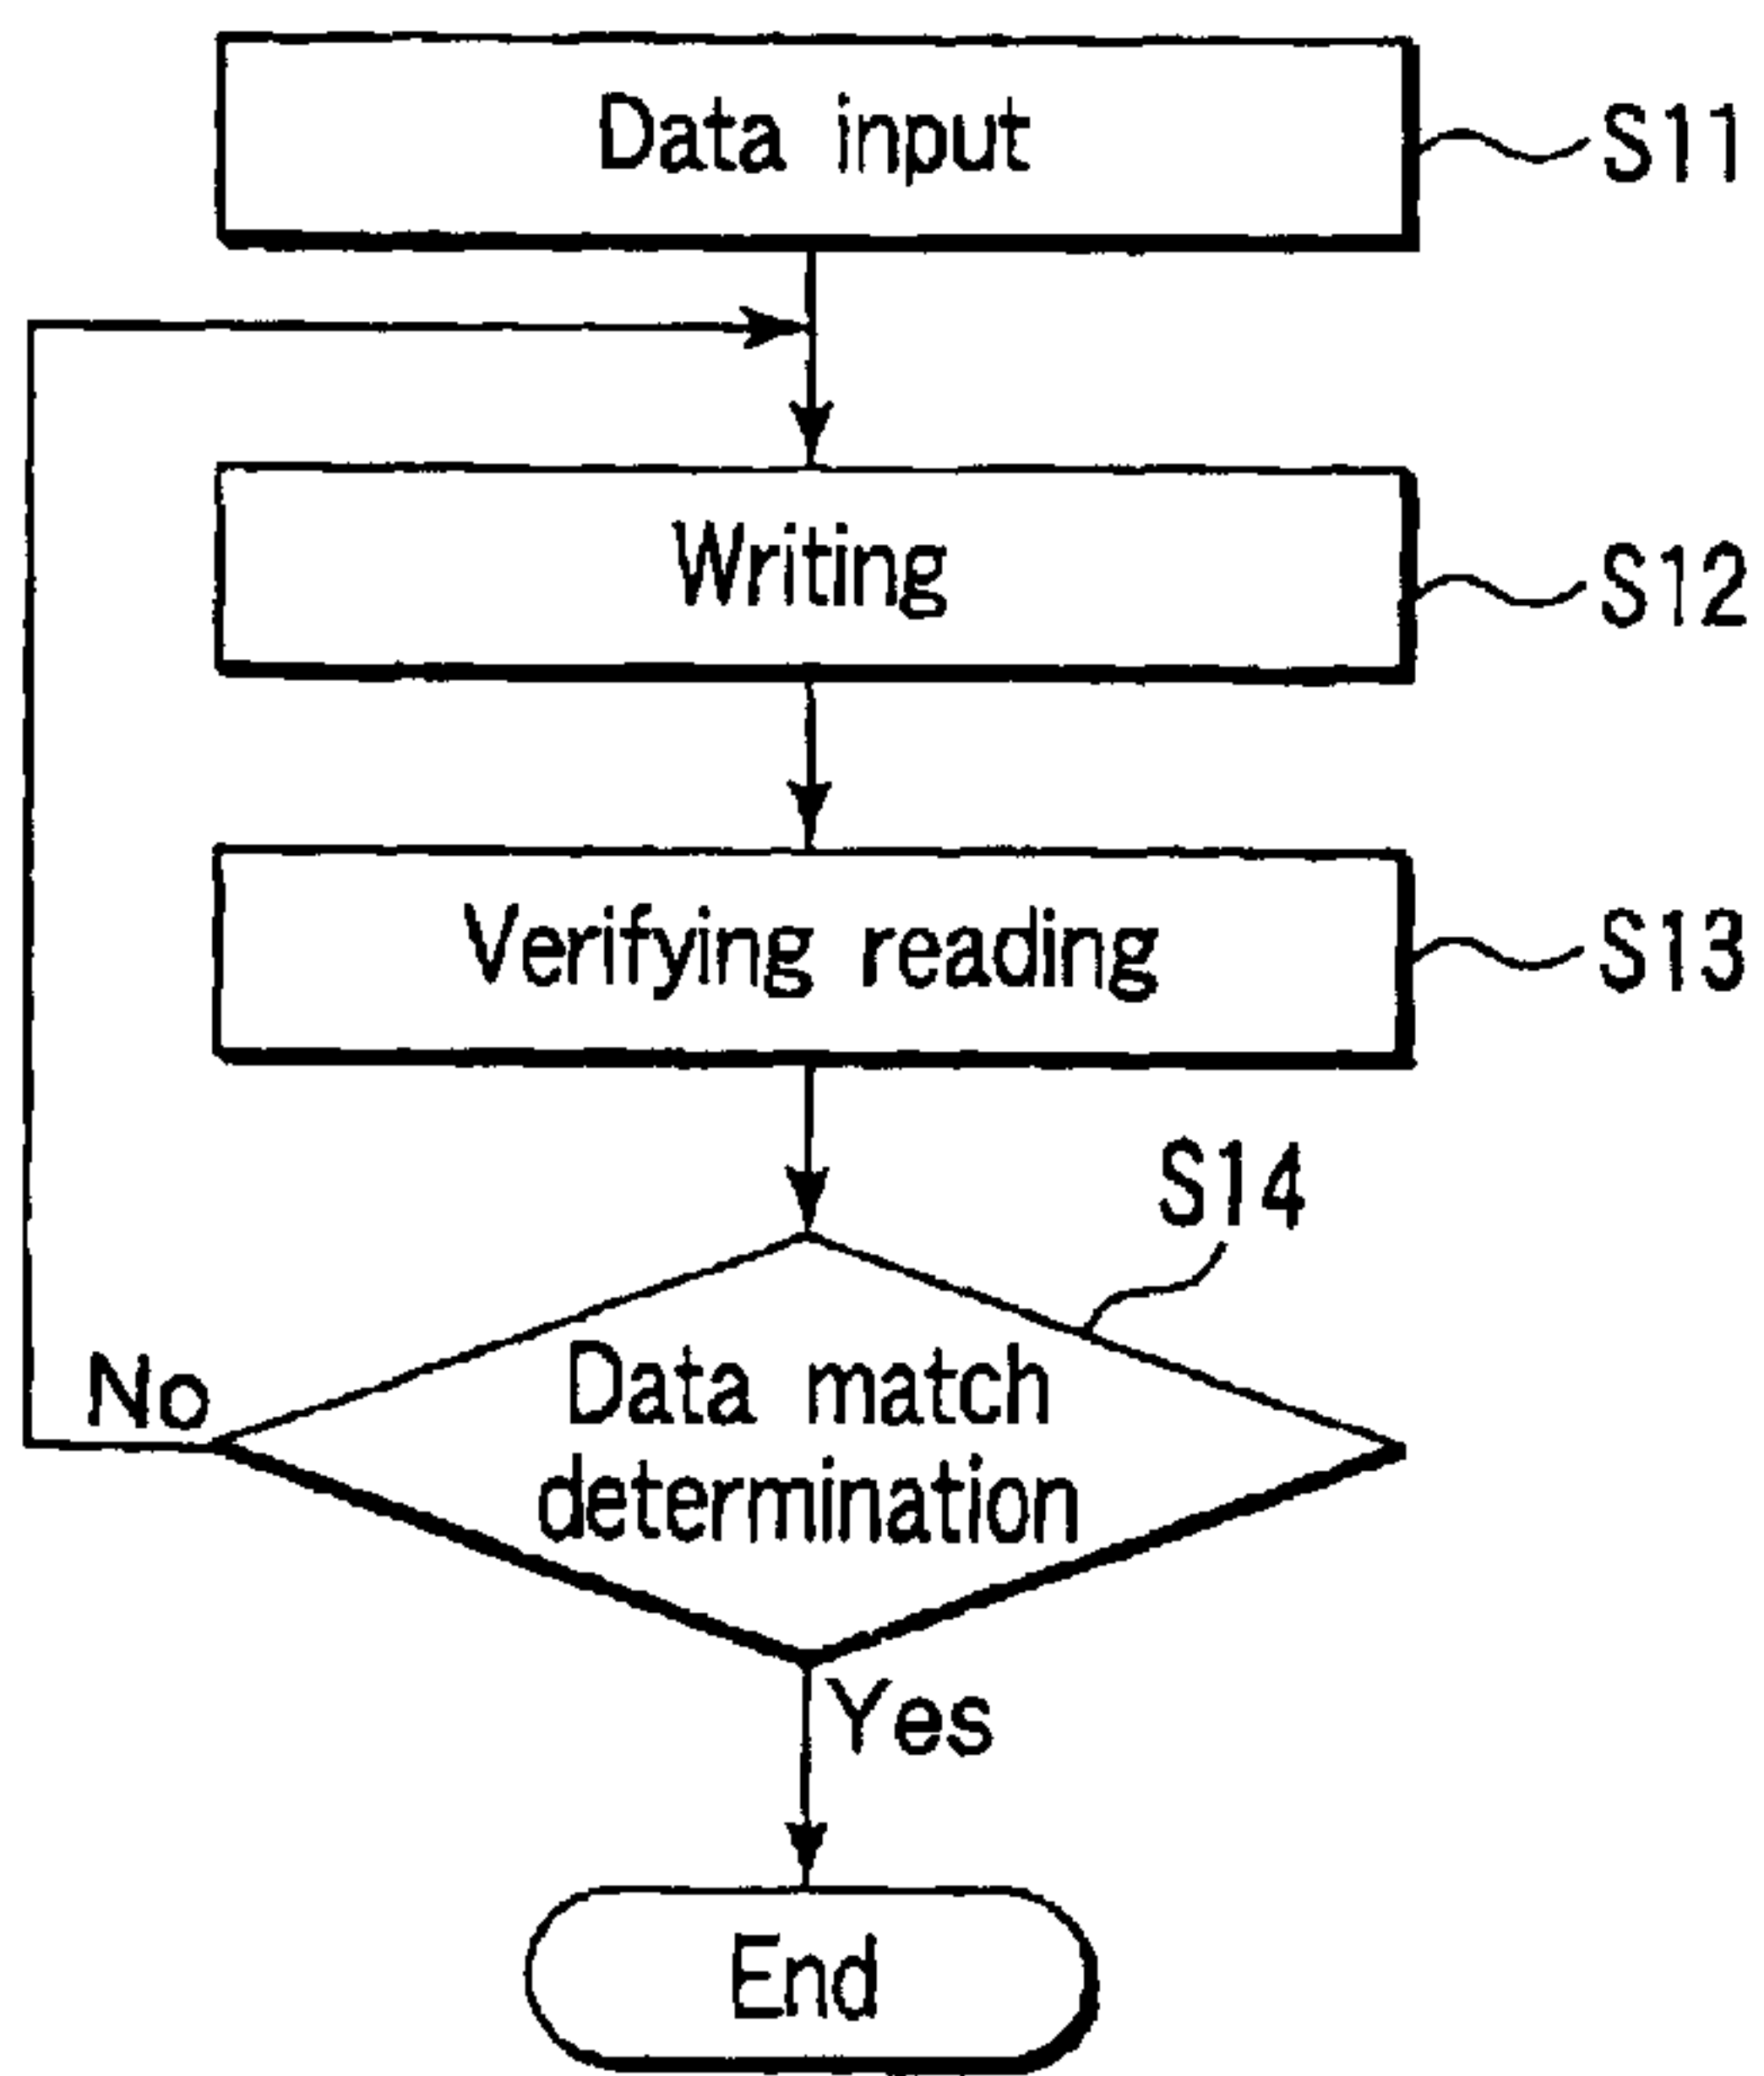 Data input
S11
Writing
S12
Verifying reading
S13
S14
No
Data match
determination
Yes
End